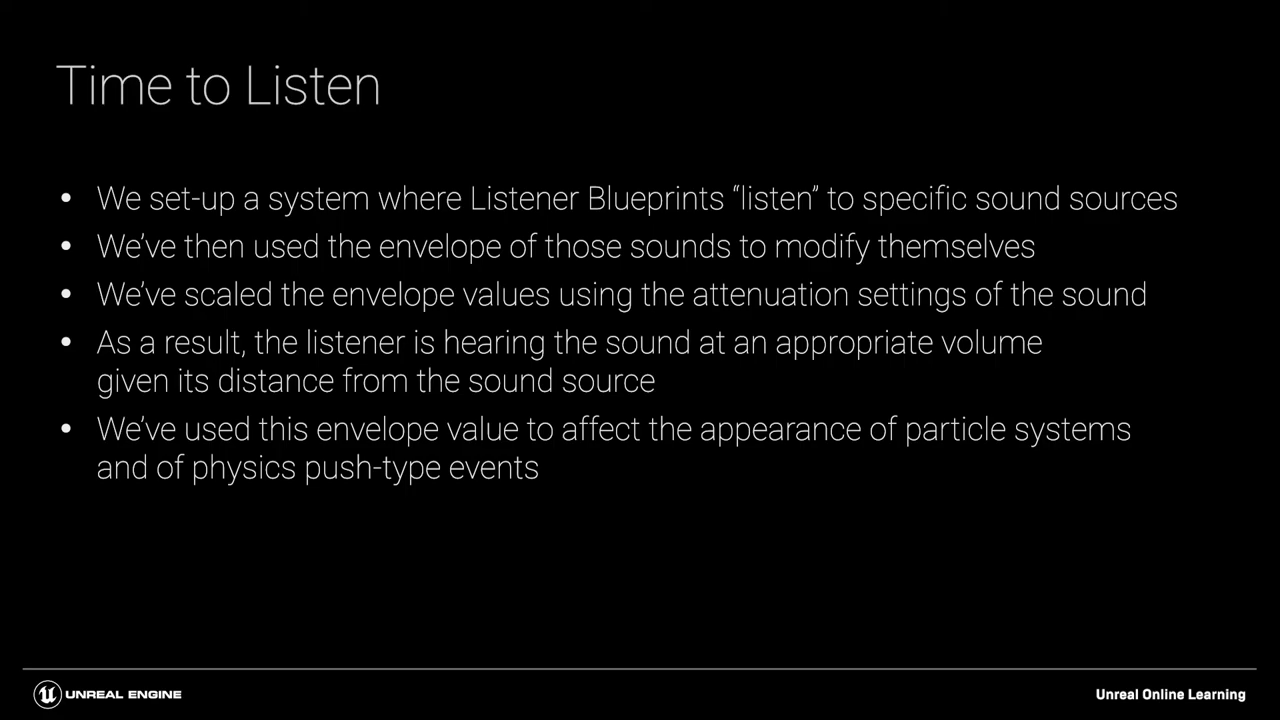 Time to Listen
• We set-up a system where Listener Blueprints “listen” to specific sound sources
• We’ve then used the envelope of those sounds to modify themselves
• We’ve scaled the envelope values using the attenuation settings of the sound
• As a result, the listener is hearing the sound at an appropriate volume
given its distance from the sound source
• We’ve used this envelope value to affect the appearance of particle systems
and of physics push-type events
UNREAL ENGINE
Unreal Online Learning